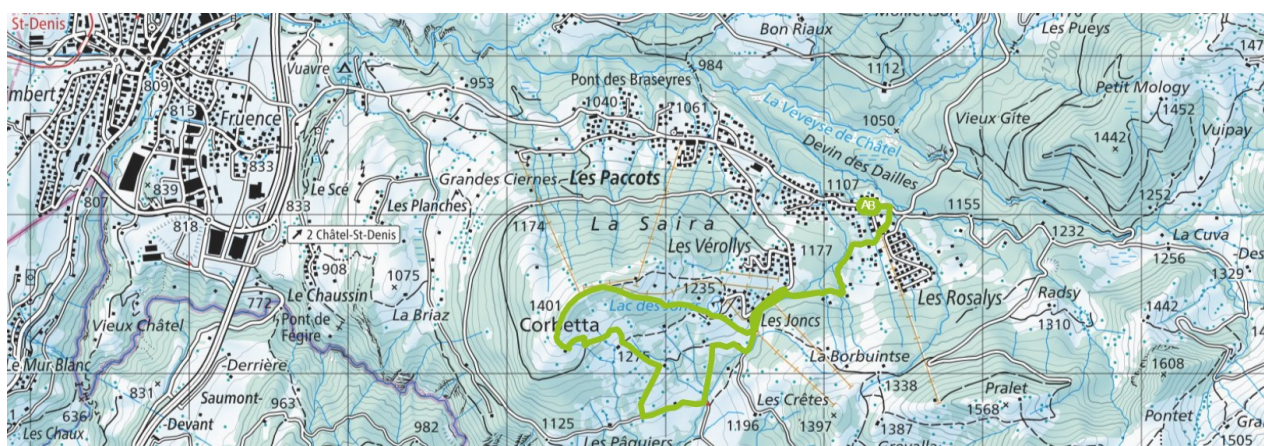 St-Denis
Bon Riaux
Les Pueys
147
Vuavre
953
984
1112
1200
Petit Mology
1452
mbert
809
815
Fruence
Pont des Braseyres
1040
1061
La Veveyse de Châtel
1050
Vieux Gîte
1442
Vuipay
833
839
Le Scé
Grandes Ciernes
Les Paccots
Devin des Dailles
1107
AB
1252
807
818
833
Les Planches
2 Châtel-St-Denis
1174
La Saira
Les Vérollys
1177
1155
1232
La Cuva
1256
-Des
1329
908
1075
Le Chaussin
772
Vieux Châtel
Pont de
Fégire
La Briaz
1401
Corbetta
1235
Lac des Jon
Les Joncs
Les Rosalys
Radsy
1310
1442
e Mur Blanc
831
-Derrière
1275
La Borbuintse
1338
1608
Pralet
1568
636
Les Chaux
Saumont-
-Devant
963
982
1125
Les Pâquiers
1196
Les Crêtes
1397
1387
Pontet
Gra
1505